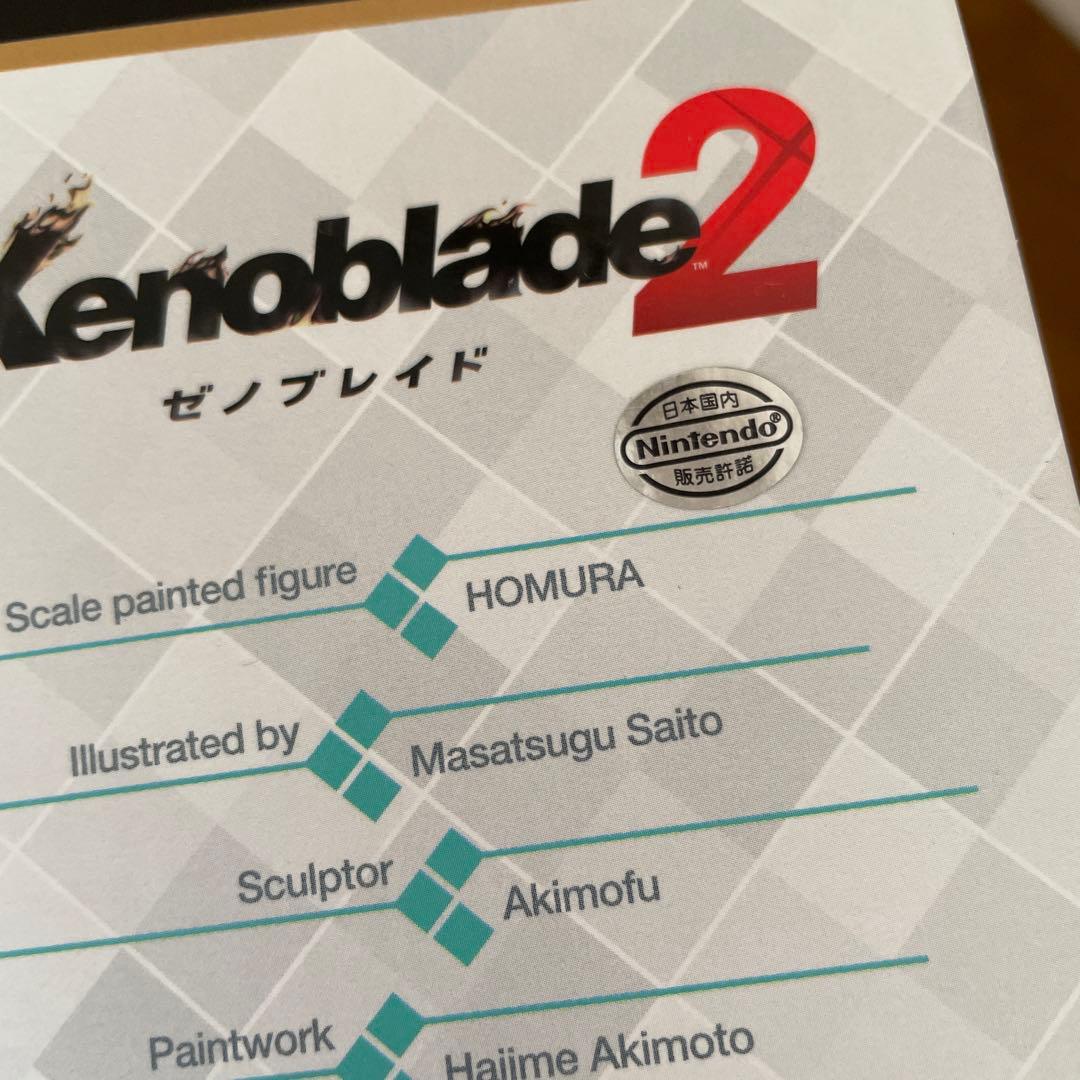 Xenoblade2™
ゼノブレイド
日本国内
Nintendo®
販売許諾
Scale painted figure HOMURA
Illustrated by Masatsugu Saito
Sculptor Akimofu
Paintwork Hajime Akimoto